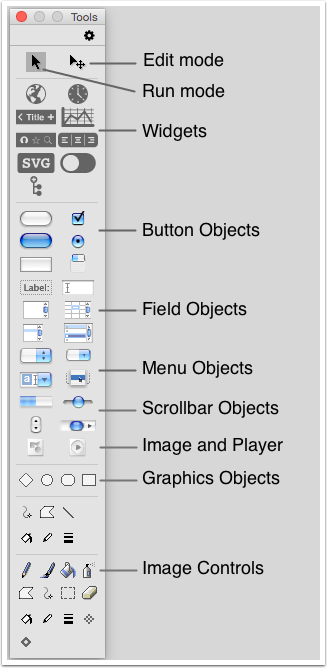 Tools
Edit mode
Run mode
Title
Widgets
SVG
Button Objects
Label:
Field Objects
Menu Objects
a
Scrollbar Objects
Image and Player
Graphics Objects
Image Controls